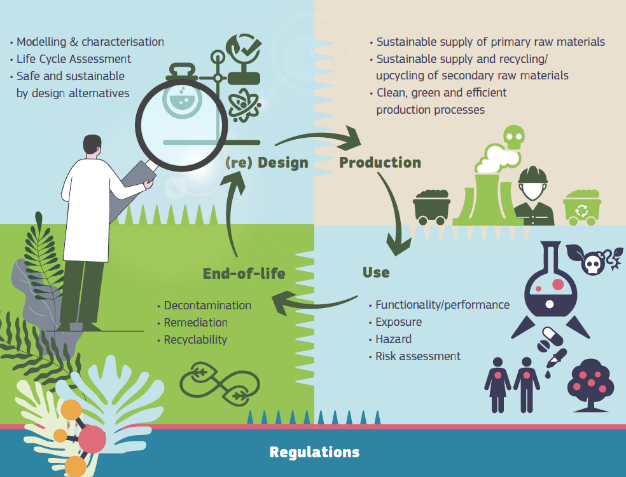 • Modelling & characterisation
• Life Cycle Assessment
• Safe and sustainable
by design alternatives
• Sustainable supply of primary raw materials
• Sustainable supply and recycling/
upcycling of secondary raw materials
• Clean, green and efficient
production processes
(re) Design
Production
End-of-life
Use
• Decontamination
• Remediation
• Recyclability
• Functionality/performance
• Exposure
• Hazard
• Risk assessment
Regulations